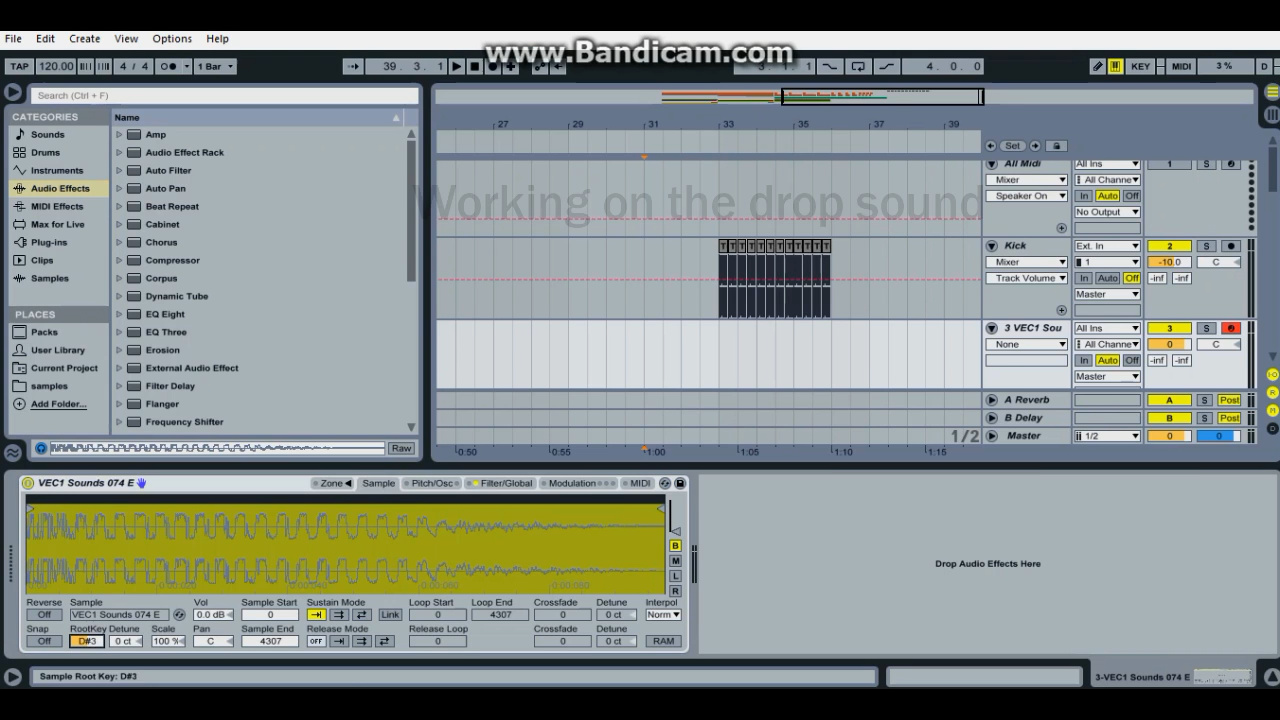 www.Bandicam.com
File Edit Create View Options Help
TAP 120.00 4 / 4 1 Bar 39. 3. 1 3. 1. 1 4. 0. 0 KEY MIDI 3 % D
Search (Ctrl + F)
CATEGORIES
Sounds
Drums
Instruments
Audio Effects
MIDI Effects
Max for Live
Plug-ins
Clips
Samples
PLACES
Packs
User Library
Current Project
samples
Add Folder...
Name
Amp
Audio Effect Rack
Auto Filter
Auto Pan
Beat Repeat
Cabinet
Chorus
Compressor
Corpus
Dynamic Tube
EQ Eight
EQ Three
Erosion
External Audio Effect
Filter Delay
Flanger
Frequency Shifter
Raw
27 29 31 33 35 37 39
Set
Working on the drop sound
All Midi All Ins 1 S
Mixer All Channe
Speaker On In Auto Off
No Output
Kick Ext. In 2 S
Mixer 1 -10.0 C
Track Volume In Auto Off -inf -inf
Master
3 VEC1 Sou All Ins 3 S
None All Channe 0 C
In Auto Off -inf -inf
Master
A Reverb A S Post
B Delay B S Post
1/2 Master 1/2 0 0
0:50 0:55 1:00 1:05 1:10 1:15
VEC1 Sounds 074 E Zone Sample Pitch/Osc Filter/Global Modulation MIDI
B
M
L
R
Reverse Sample Vol Sample Start Sustain Mode Loop Start Loop End Crossfade Detune Interpol
Off VEC1 Sounds 074 E 0.0 dB 0 Link 0 4307 0 0 ct Norm
Snap RootKey Detune Scale Pan Sample End Release Mode Release Loop Crossfade Detune
Off D#3 0 ct 100 % C 4307 OFF 0 0 0 ct RAM
Drop Audio Effects Here
Sample Root Key: D#3
3-VEC1 Sounds 074 E